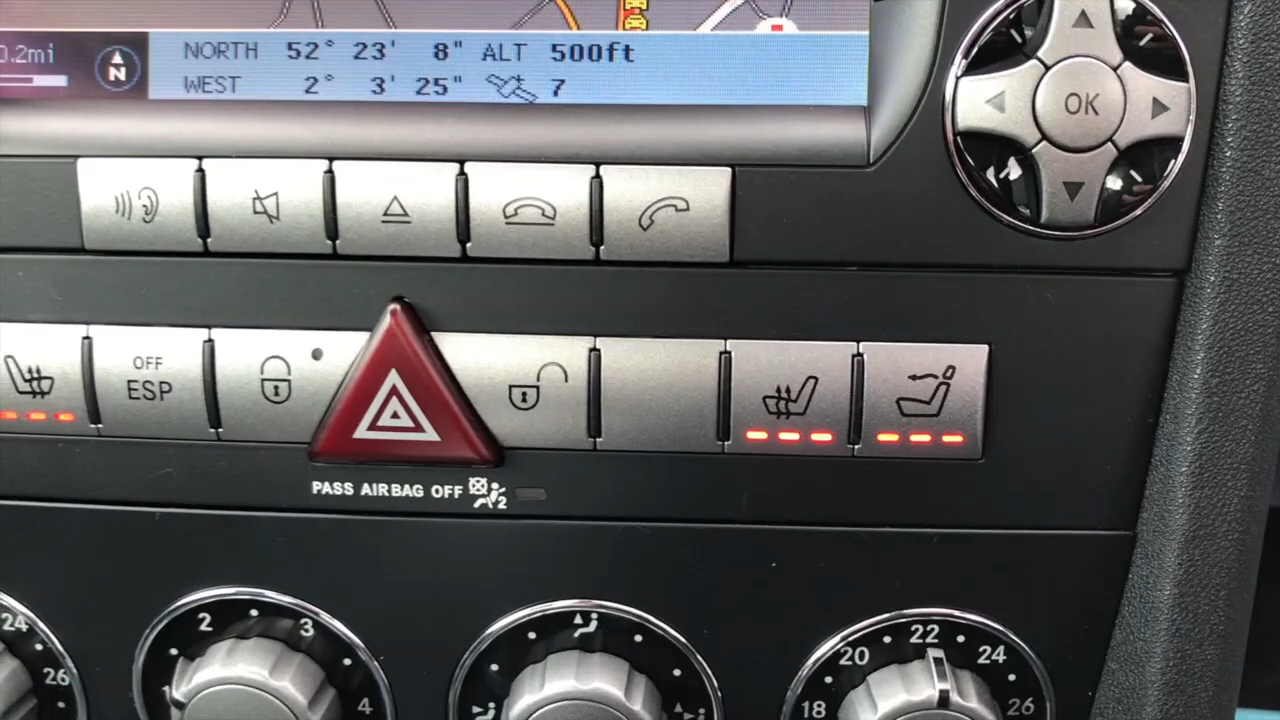 0.2mi
N
NORTH 52° 23' 8" ALT 500ft
WEST 2° 3' 25" 7
OK
OFF
ESP
PASS AIRBAG OFF 2
24
26
1
2
3
4
18
20
22
24
26